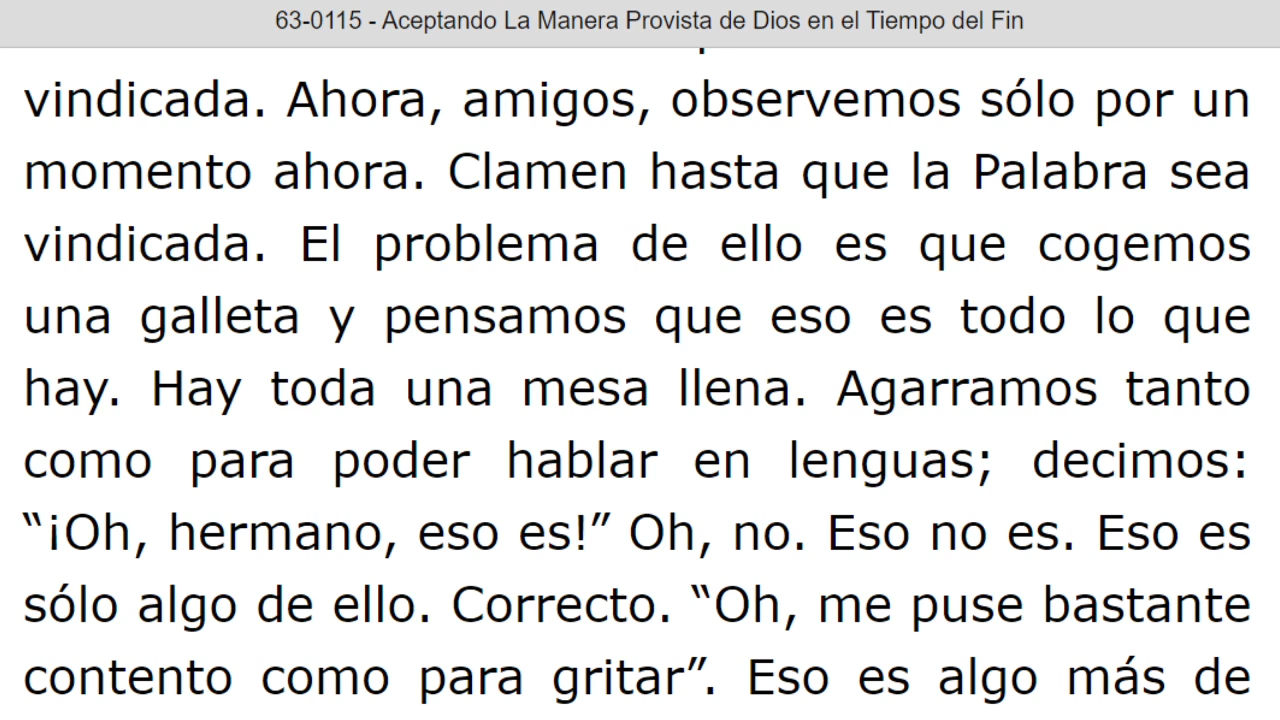 63-0115 - Aceptando La Manera Provista de Dios en el Tiempo del Fin
vindicada. Ahora, amigos, observemos sólo por un
momento ahora. Clamen hasta que la Palabra sea
vindicada. El problema de ello es que cogemos
una galleta y pensamos que eso es todo lo que
hay. Hay toda una mesa llena. Agarramos tanto
como para poder hablar en lenguas; decimos:
“¡Oh, hermano, eso es!” Oh, no. Eso no es. Eso es
sólo algo de ello. Correcto. “Oh, me puse bastante
contento como para gritar”. Eso es algo más de